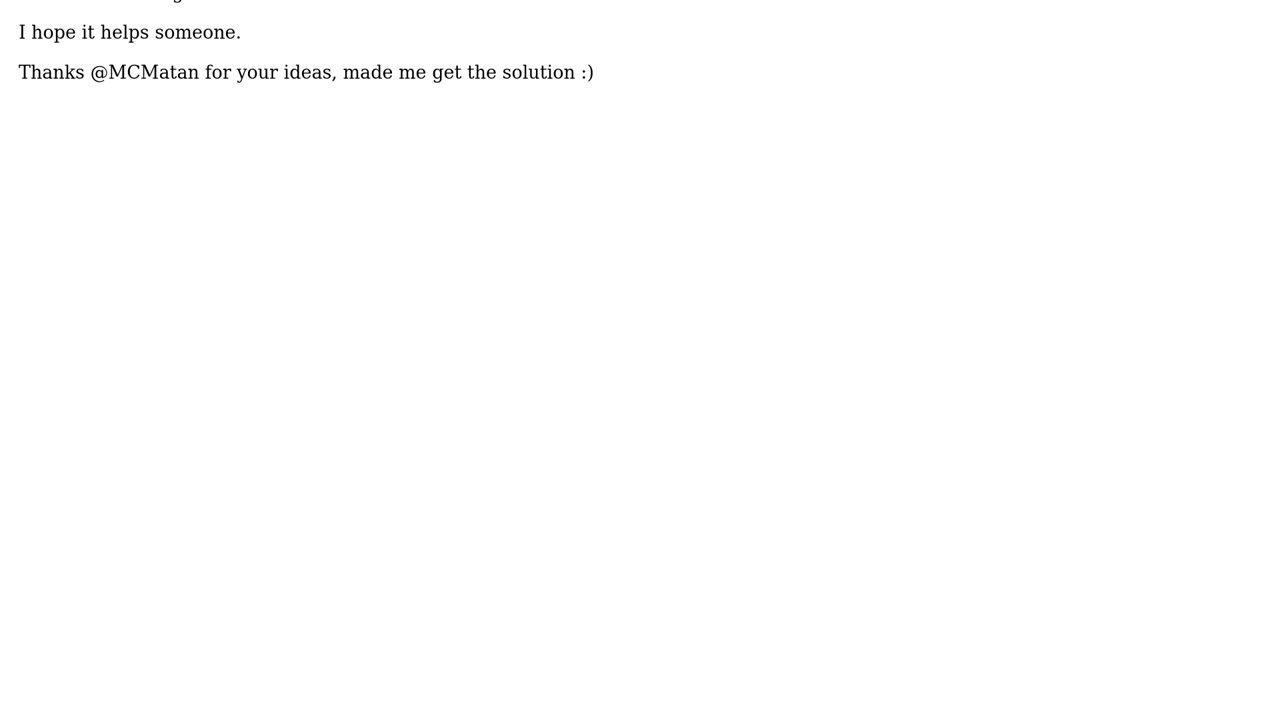 I hope it helps someone.
Thanks @MCMatan for your ideas, made me get the solution :)